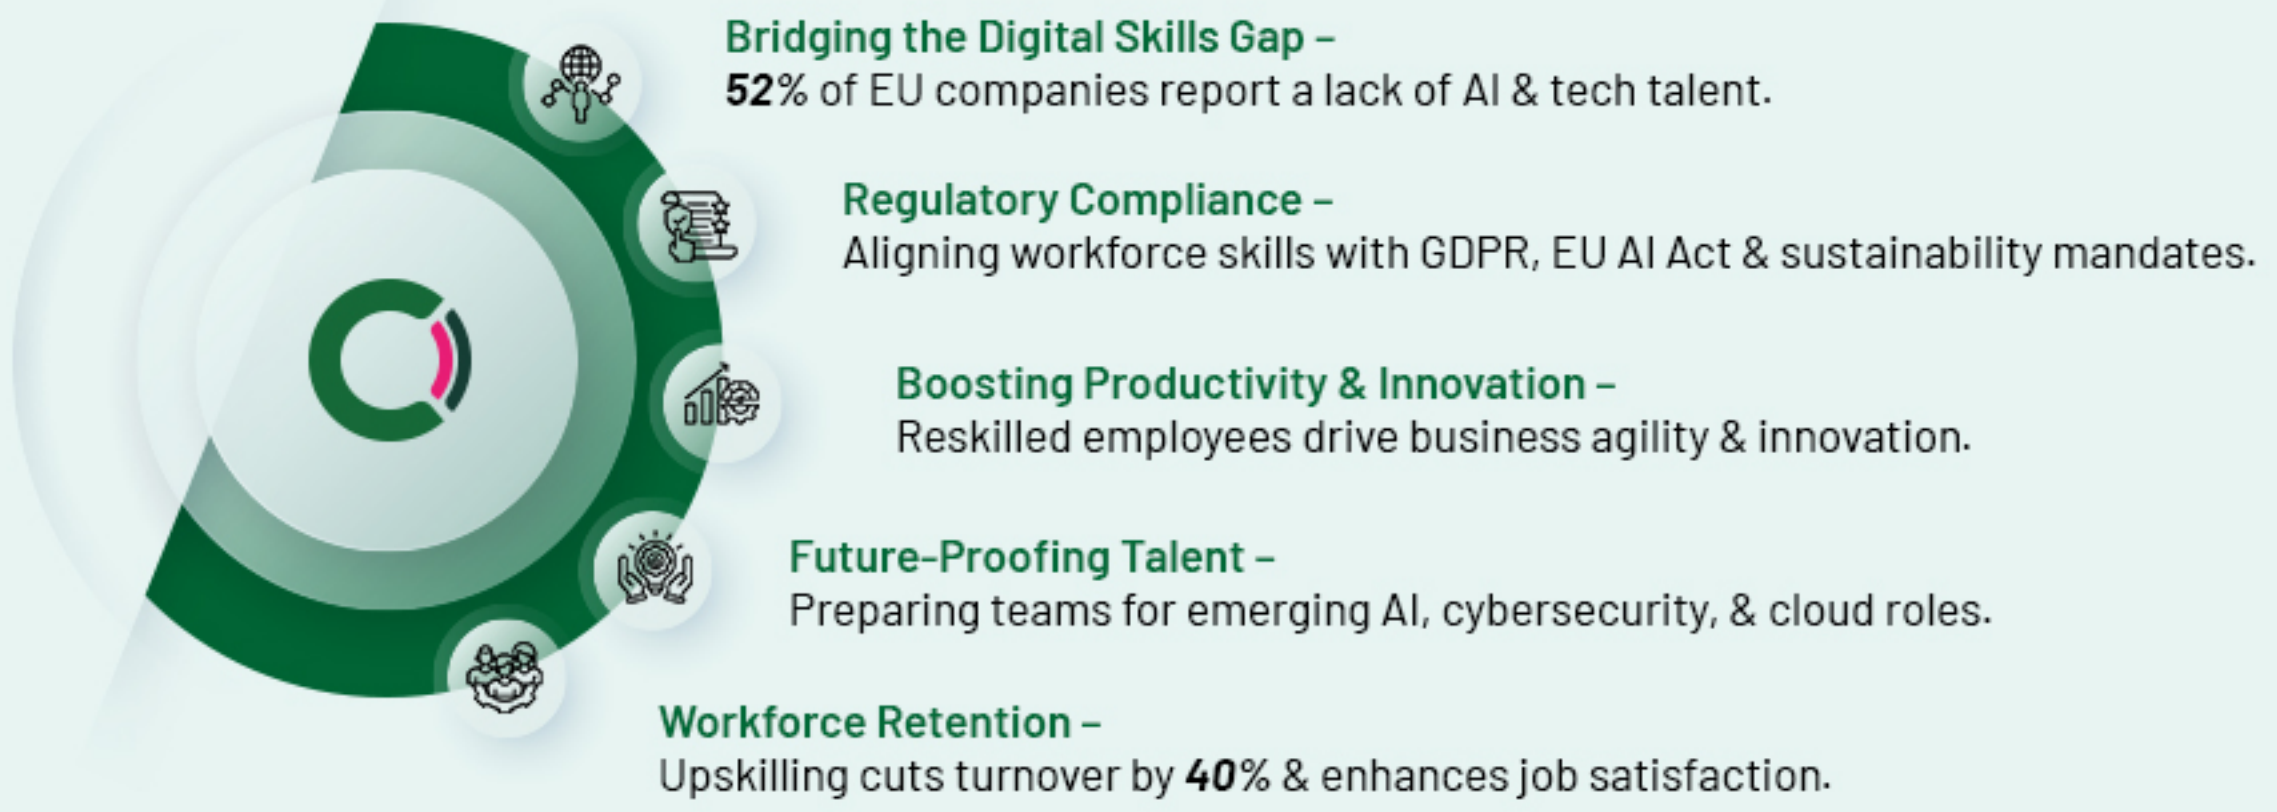 Bridging the Digital Skills Gap –
52% of EU companies report a lack of AI & tech talent.
Regulatory Compliance –
Aligning workforce skills with GDPR, EU AI Act & sustainability mandates.
Boosting Productivity & Innovation –
Reskilled employees drive business agility & innovation.
Future-Proofing Talent –
Preparing teams for emerging AI, cybersecurity, & cloud roles.
Workforce Retention –
Upskilling cuts turnover by 40% & enhances job satisfaction.